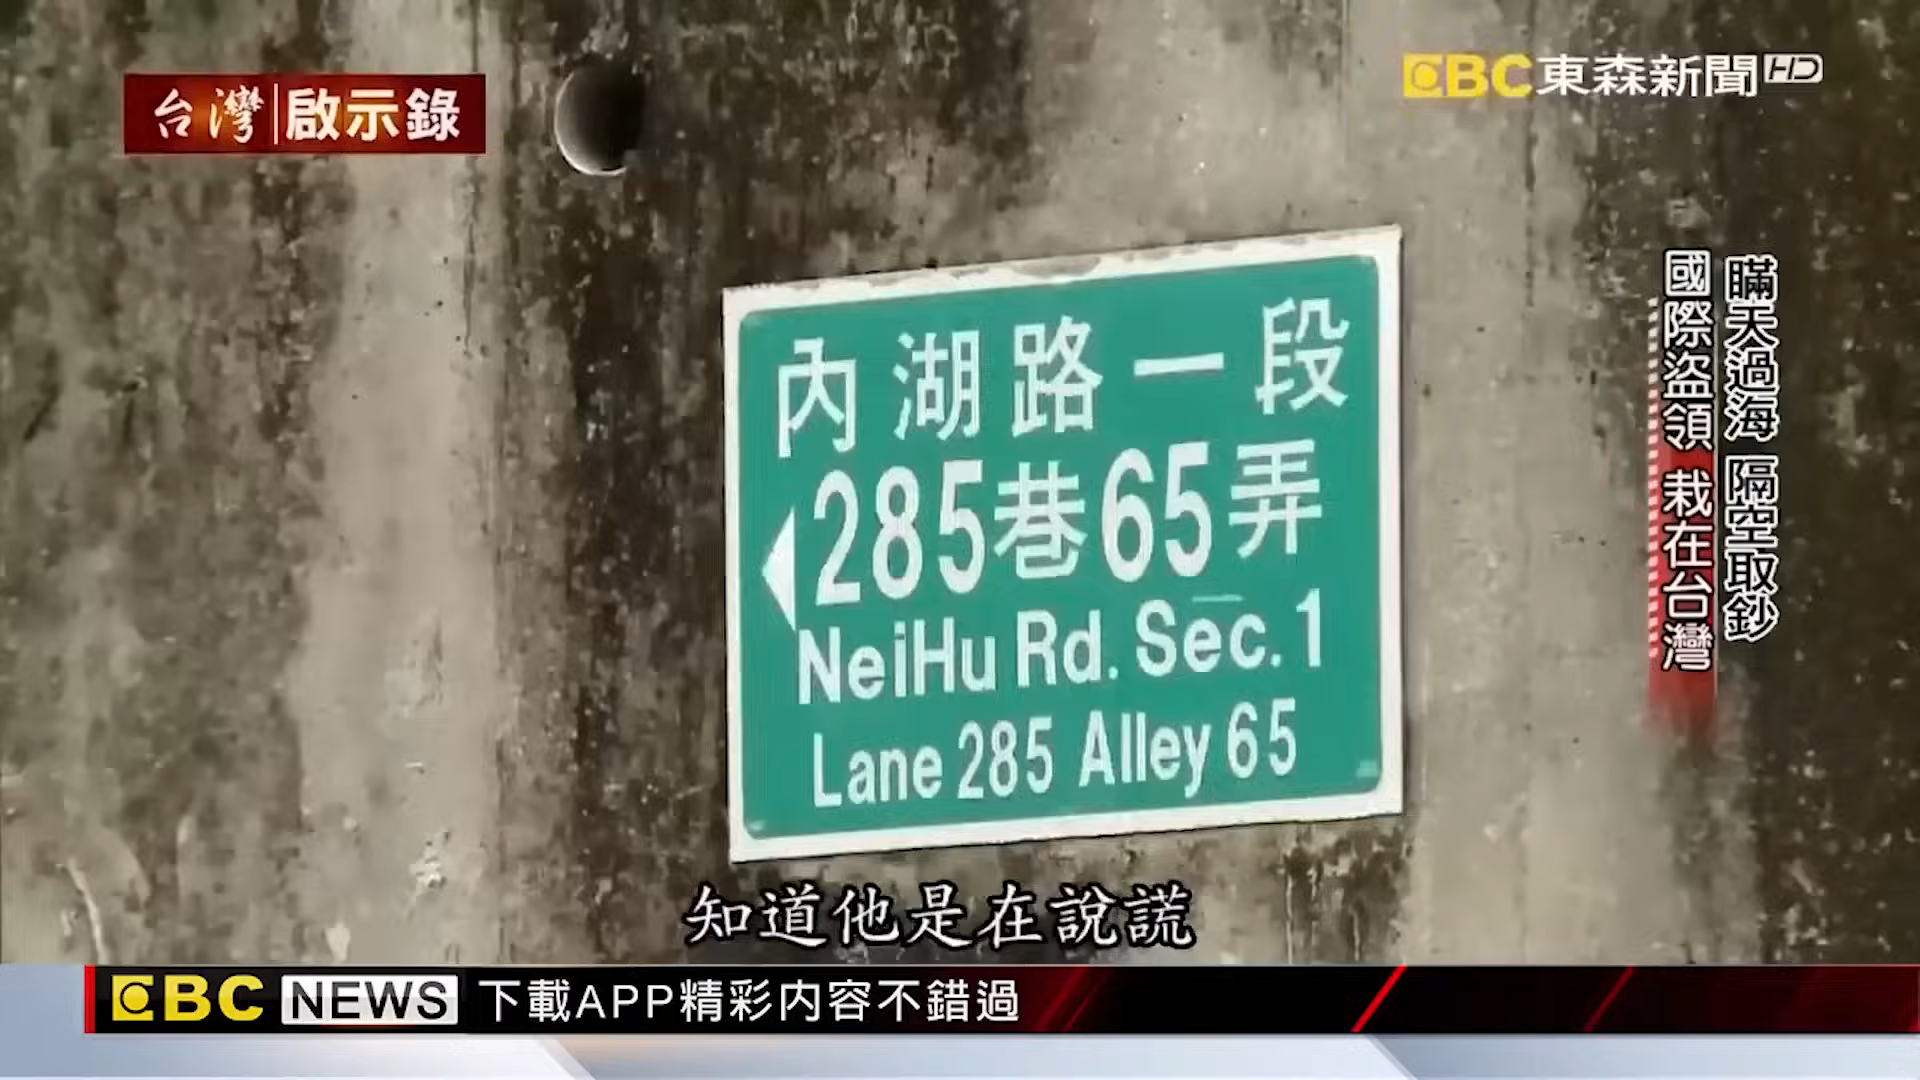 台灣|啟示錄
EBC東森新聞HD
瞞天過海 隔空取鈔
國際盜領 栽在台灣
內湖路一段
285巷65弄
NeiHu Rd. Sec. 1
Lane 285 Alley 65
知道他是在說謊
EBC NEWS 下載APP精彩內容不錯過